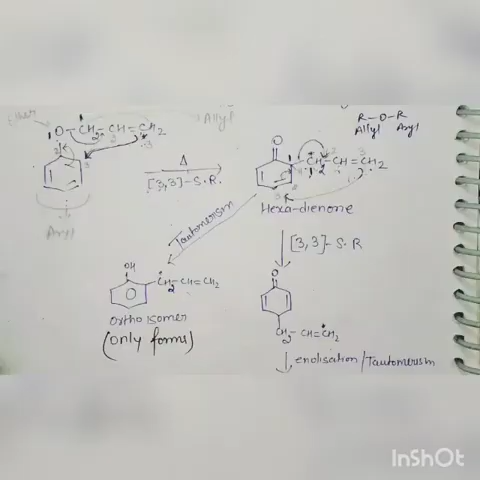 Ether
Allyl
R-O-R
Allyl Aryl
O-CH2-CH=CH2
Aryl
Δ
[3,3]-S.R.
O
CH2-CH=CH2
Hexa-dienone
Tautomerism
[3,3]-S.R
OH
CH2-CH=CH2
Ortho isomer
(only forms)
O
CH2-CH=CH2
enolisation/Tautomerism
InShOt